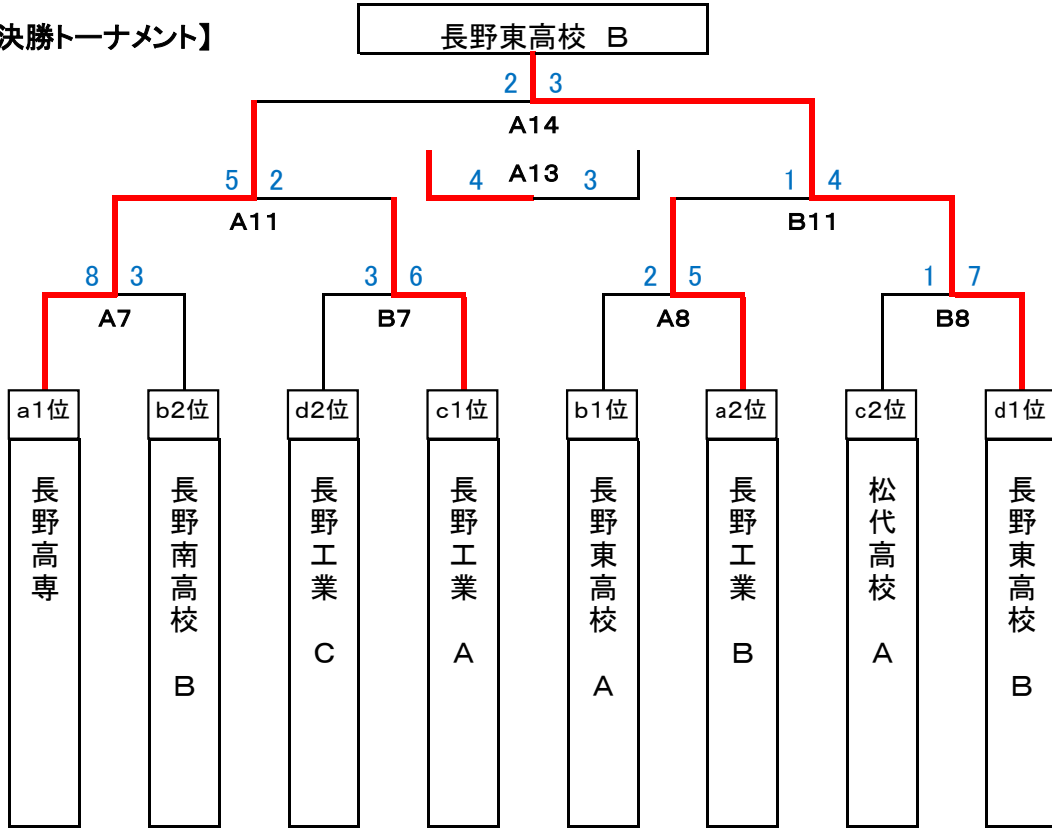 決勝トーナメント】
長野東高校 B
2 3
A14
A13
4 3
5 2
A11
1 4
B11
8 3
A7
3 6
B7
2 5
A8
1 7
B8
a1位 b2位 d2位 c1位 b1位 a2位 c2位 d1位
長野高専
長野南高校 B
長野工業 C
長野工業 A
長野東高校 A
長野工業 B
松代高校 A
長野東高校 B